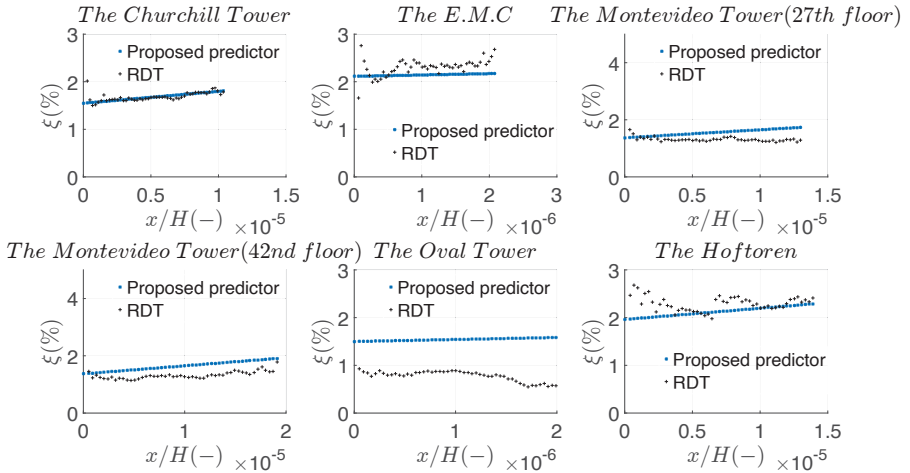 The Churchill Tower
3
2
1
0
ξ(%)
Proposed predictor
RDT
0
0.5
1
1.5
x/H(−)
×10⁻⁵
The E.M.C
3
2
1
0
ξ(%)
Proposed predictor
RDT
0
1
2
3
x/H(−)
×10⁻⁶
The Montevideo Tower(27th floor)
4
2
0
ξ(%)
Proposed predictor
RDT
0
0.5
1
1.5
x/H(−)
×10⁻⁵
The Montevideo Tower(42nd floor)
4
2
0
ξ(%)
Proposed predictor
RDT
0
1
2
x/H(−)
×10⁻⁵
The Oval Tower
3
2
1
0
ξ(%)
Proposed predictor
RDT
0
1
2
x/H(−)
×10⁻⁶
The Hoftoren
3
2
1
0
ξ(%)
Proposed predictor
RDT
0
0.5
1
1.5
x/H(−)
×10⁻⁵